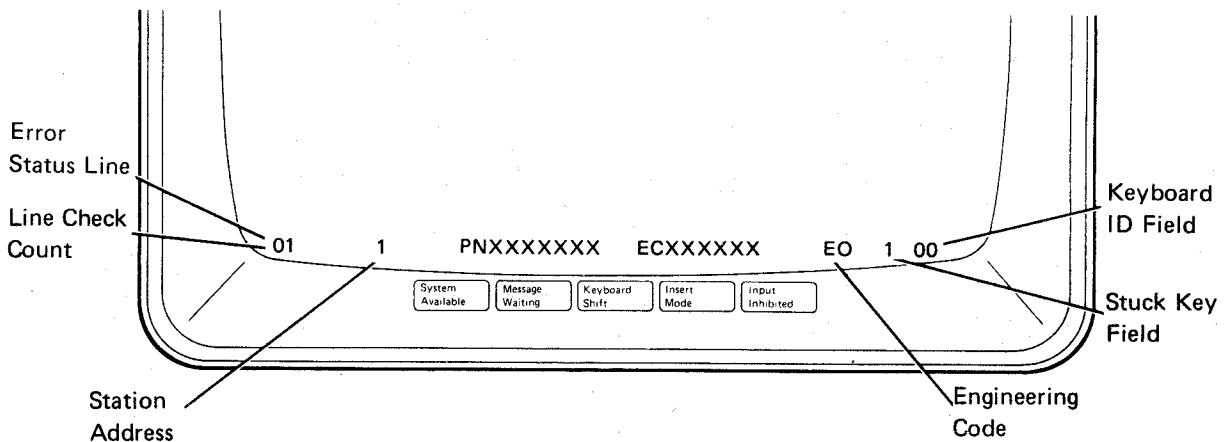 Error
Status Line
Line Check
Count
01 1 PNXXXXXXX ECXXXXXX EO 1 00
Keyboard
ID Field
System
Available
Message
Waiting
Keyboard
Shift
Insert
Mode
Input
Inhibited
Stuck Key
Field
Station
Address
Engineering
Code